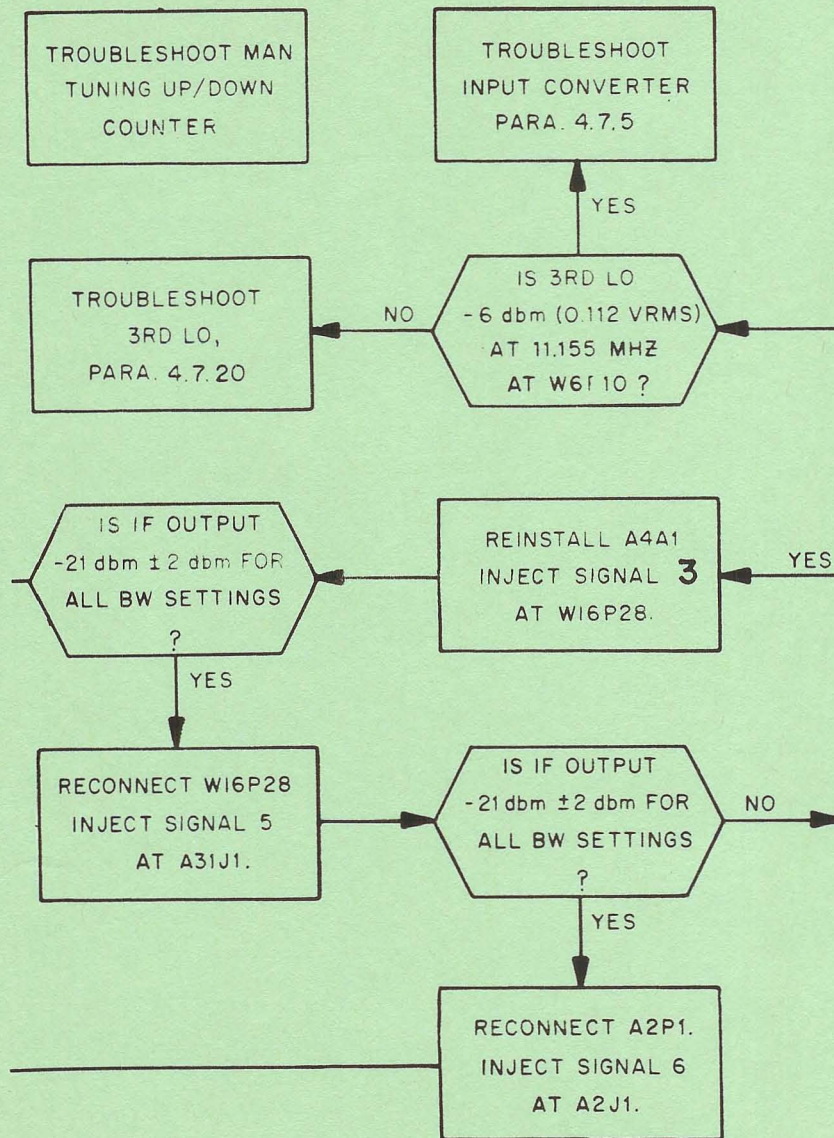 TROUBLESHOOT MAN
TUNING UP/DOWN
COUNTER
TROUBLESHOOT
INPUT CONVERTER
PARA. 4.7.5
YES
TROUBLESHOOT
3RD LO,
PARA. 4.7.20
NO
IS 3RD LO
-6 dbm (0.112 VRMS)
AT 11.155 MHZ
AT 10 ?
IS IF OUTPUT
-21 dbm ±2 dbm FOR
ALL BW SETTINGS
?
REINSTALL A4A1
INJECT SIGNAL 3
AT W16P28.
YES
YES
RECONNECT W16P28
INJECT SIGNAL 5
AT A31J1.
IS IF OUTPUT
-21 dbm ±2 dbm FOR
ALL BW SETTINGS
?
NO
YES
RECONNECT A2P1.
INJECT SIGNAL 6
AT A2J1.